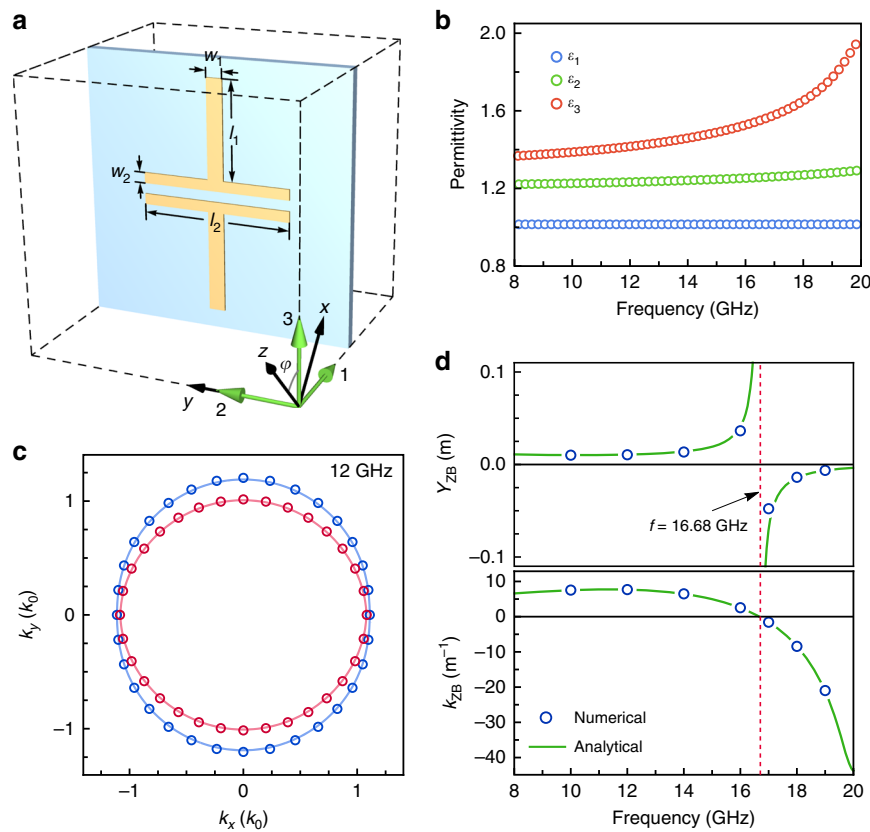 a
w1
l1
w2
l2
3
x
z
φ
1
y
2
b
2.0
1.6
1.2
0.8
Permittivity
ε1
ε2
ε3
8 10 12 14 16 18 20
Frequency (GHz)
c
12 GHz
1
0
−1
ky (k0)
−1 0 1
kx (k0)
d
0.1
0.0
−0.1
YZB (m)
f = 16.68 GHz
10
0
−10
−20
−30
−40
kZB (m−1)
Numerical
Analytical
8 10 12 14 16 18 20
Frequency (GHz)